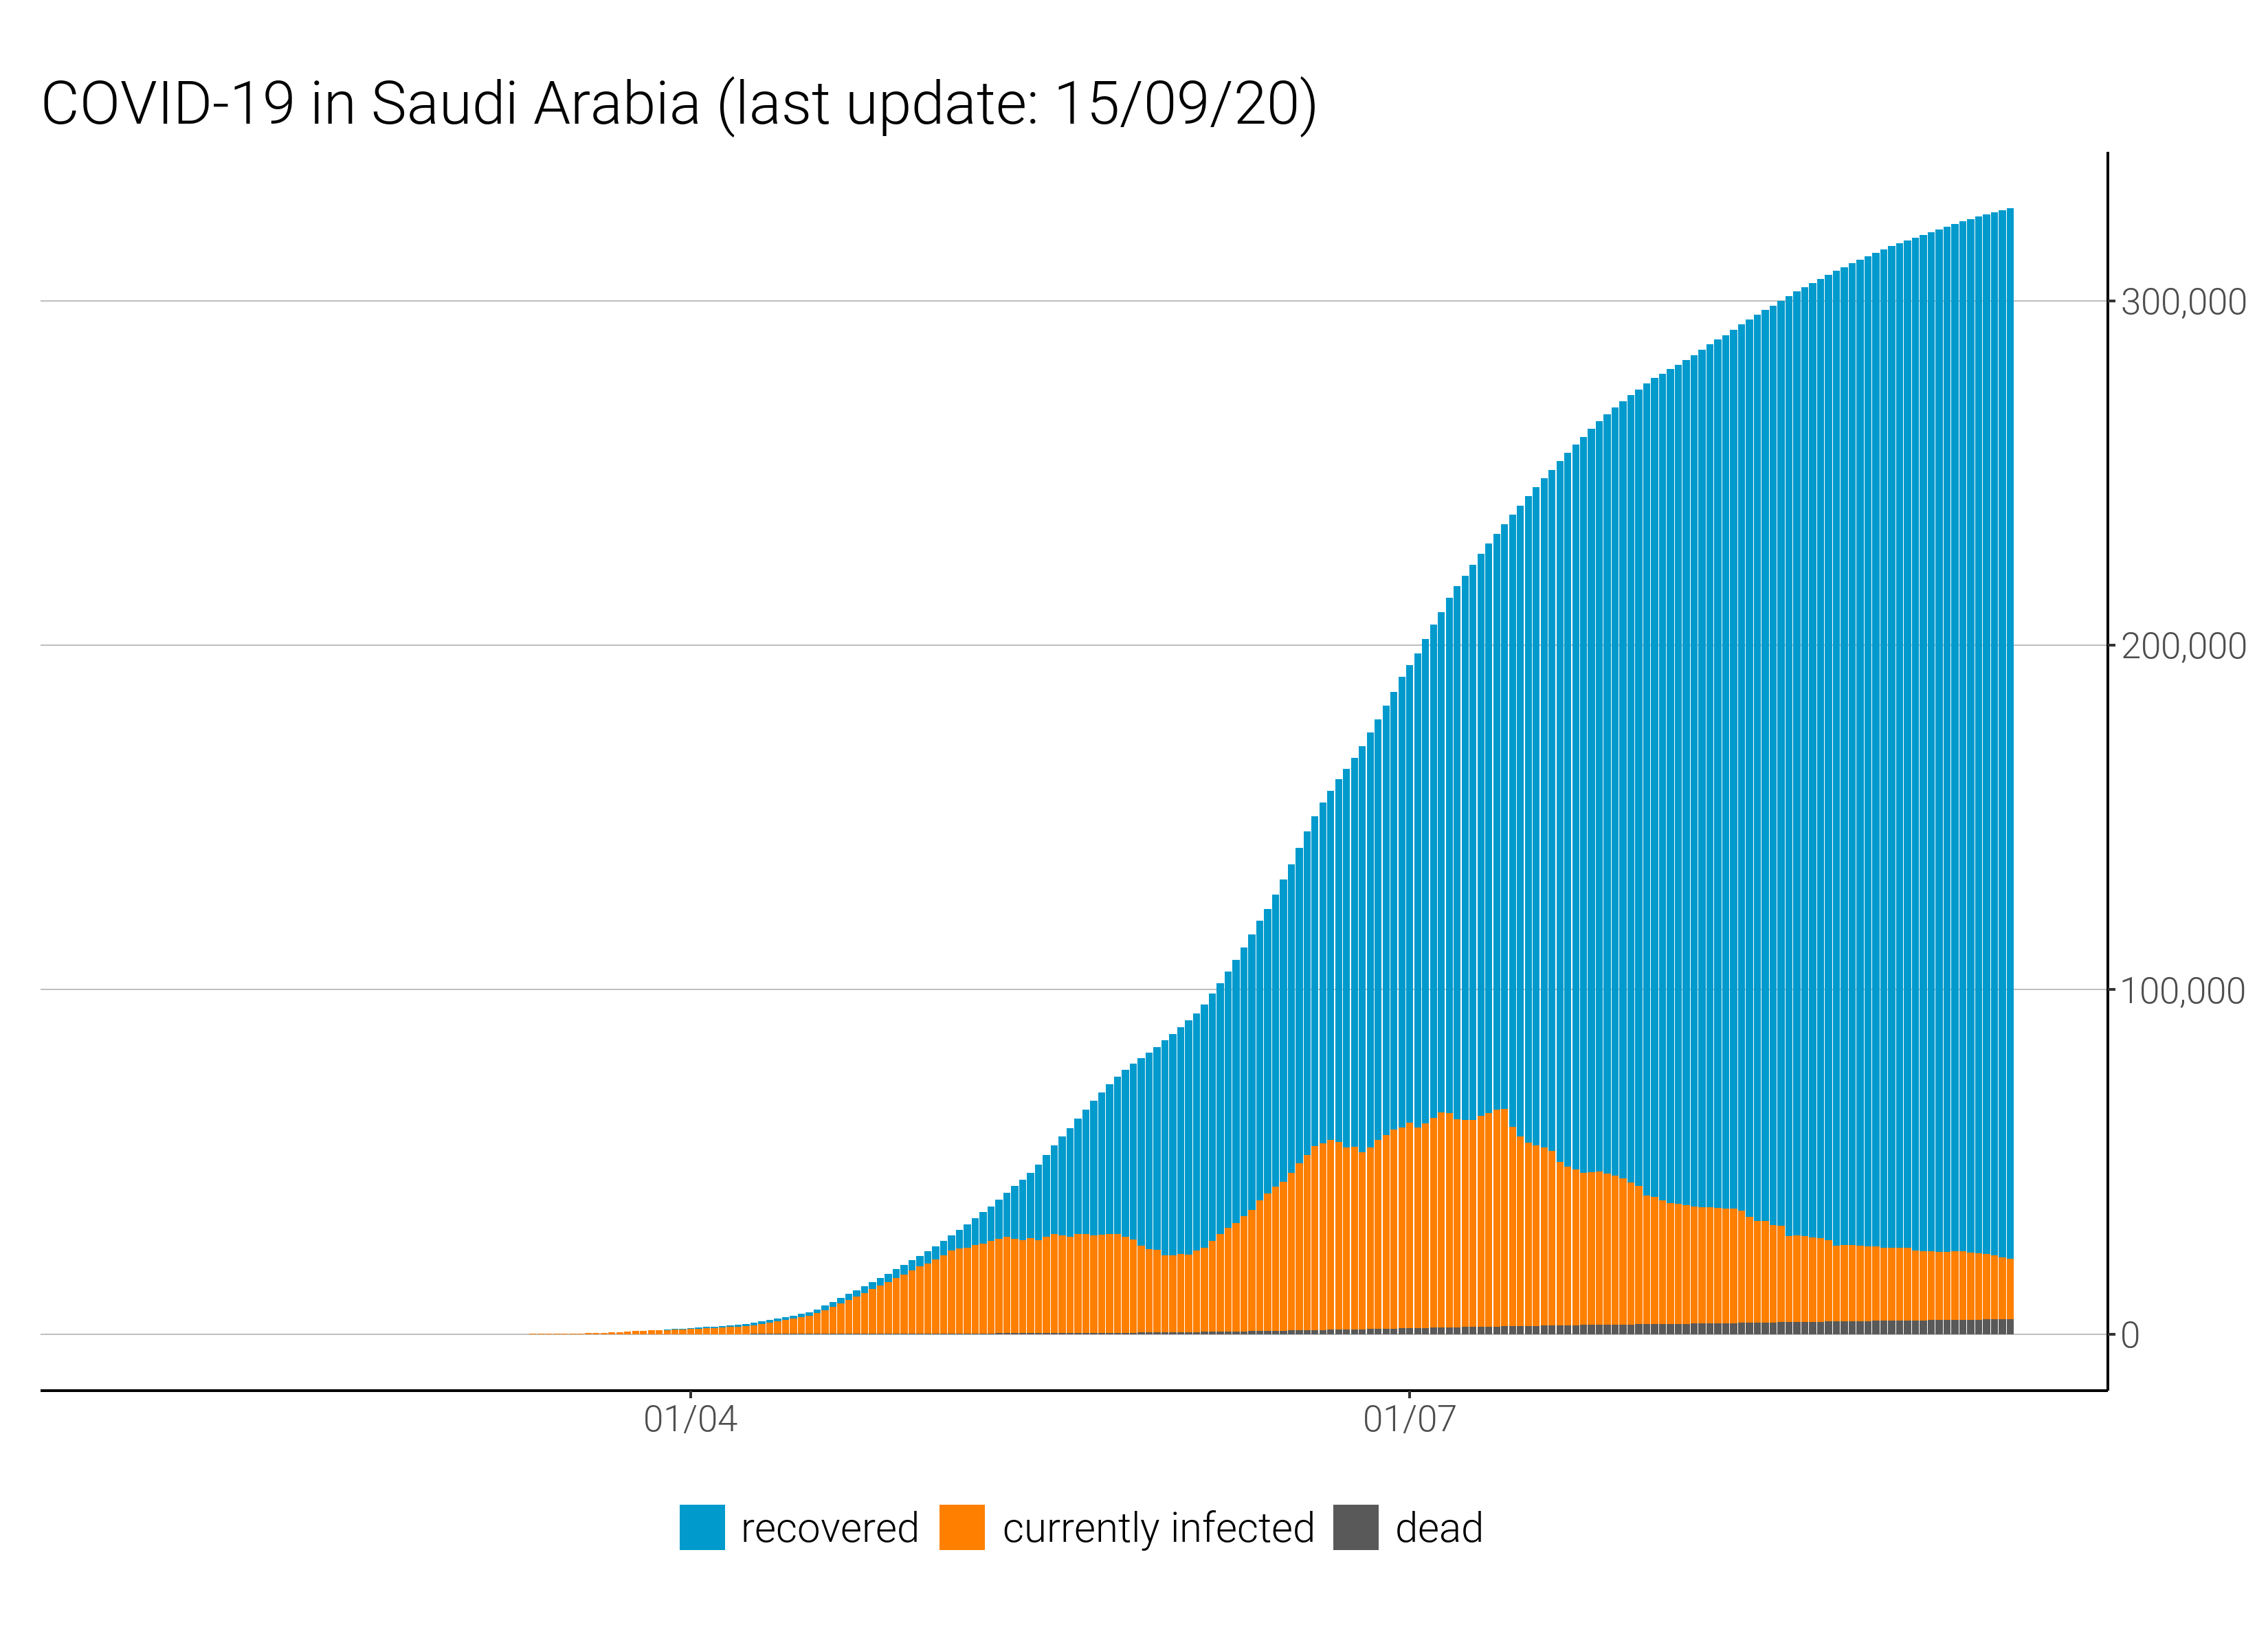 COVID-19 in Saudi Arabia (last update: 15/09/20)
300,000
200,000
100,000
0
01/04 01/07
recovered currently infected dead